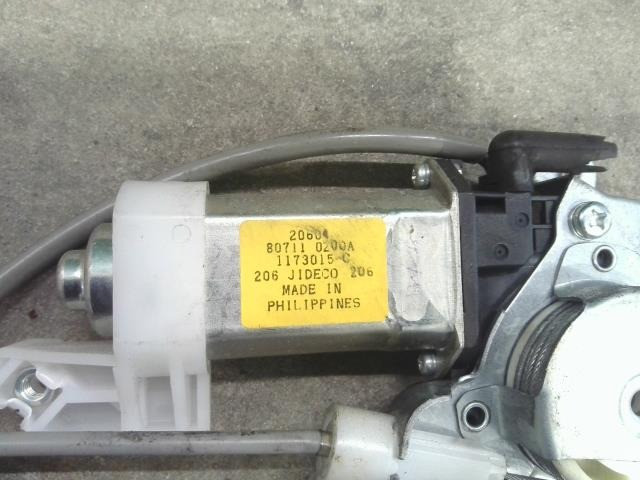 20604
80711 0200A
1173015-C
206 JIDECO 206
MADE IN
PHILIPPINES